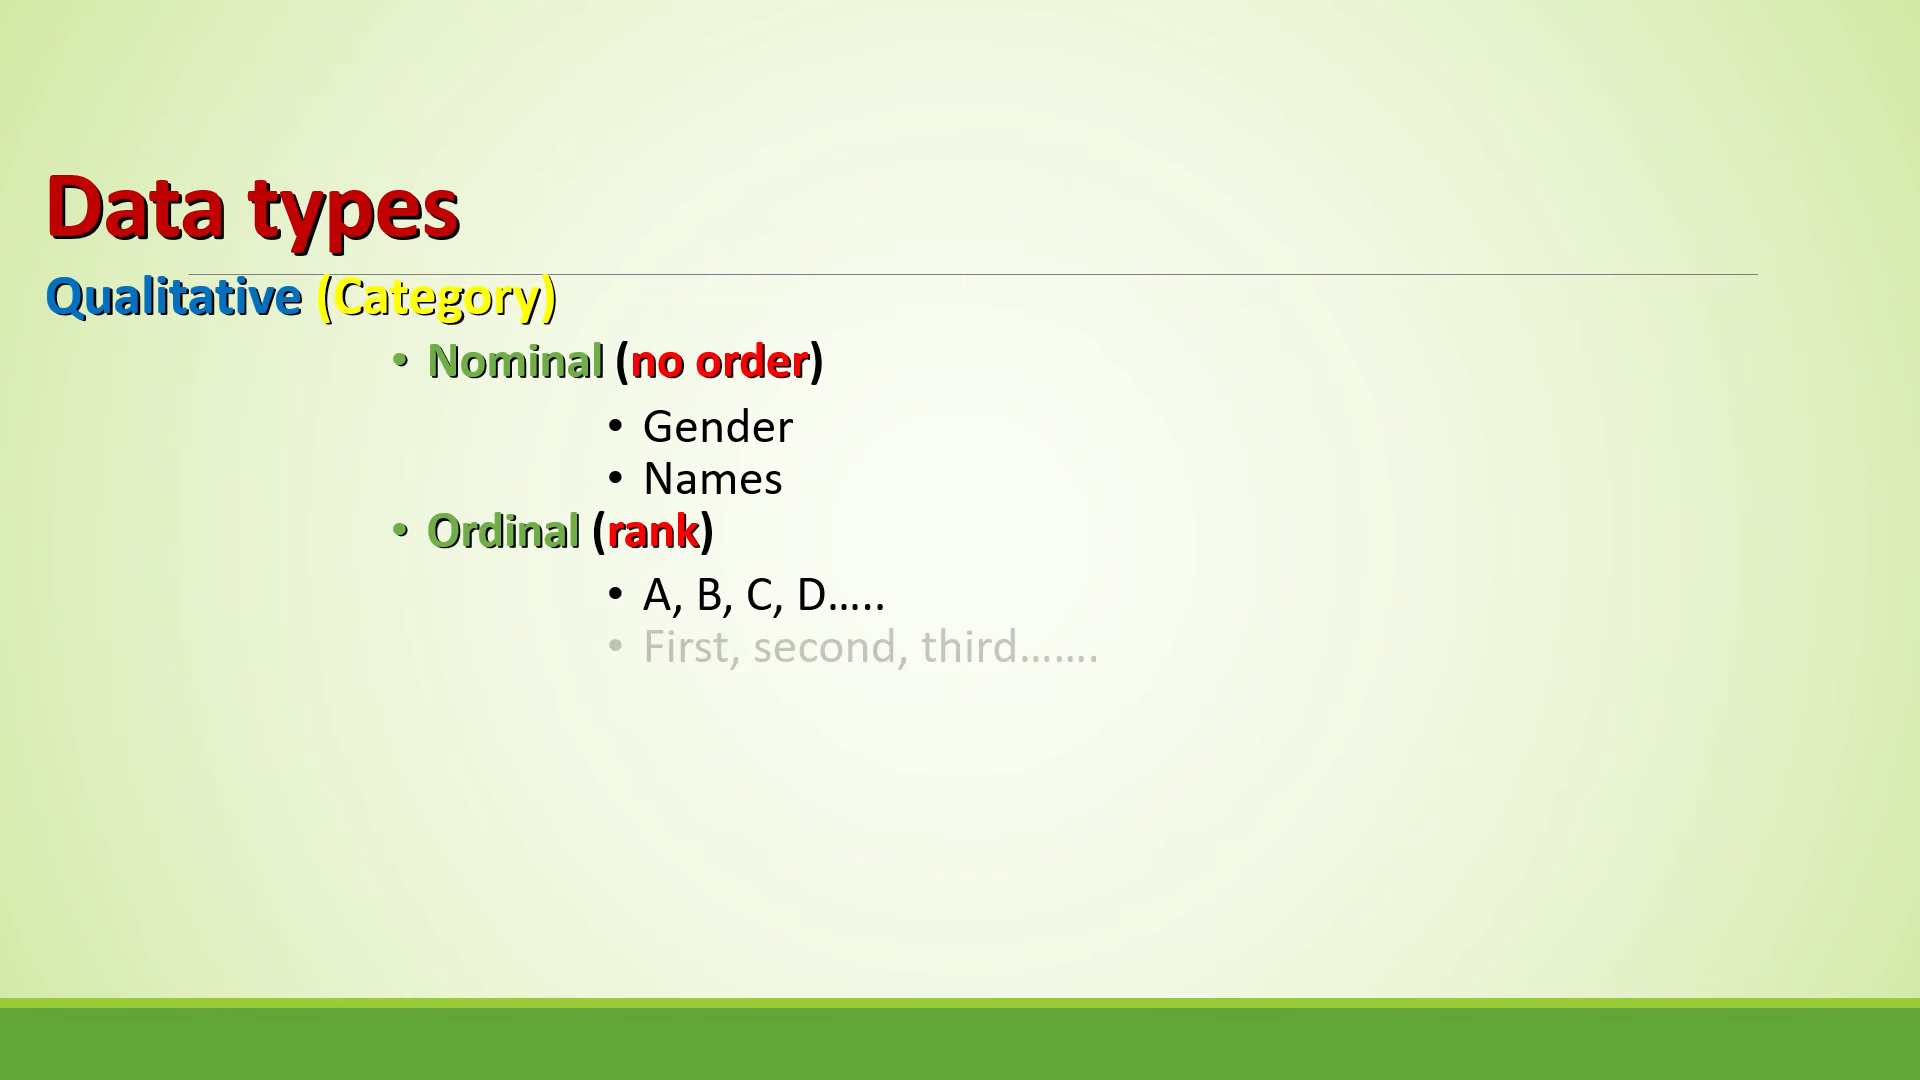 Data types
Qualitative (Category)
• Nominal (no order)
• Gender
• Names
• Ordinal (rank)
• A, B, C, D.....
• First, second, third.......